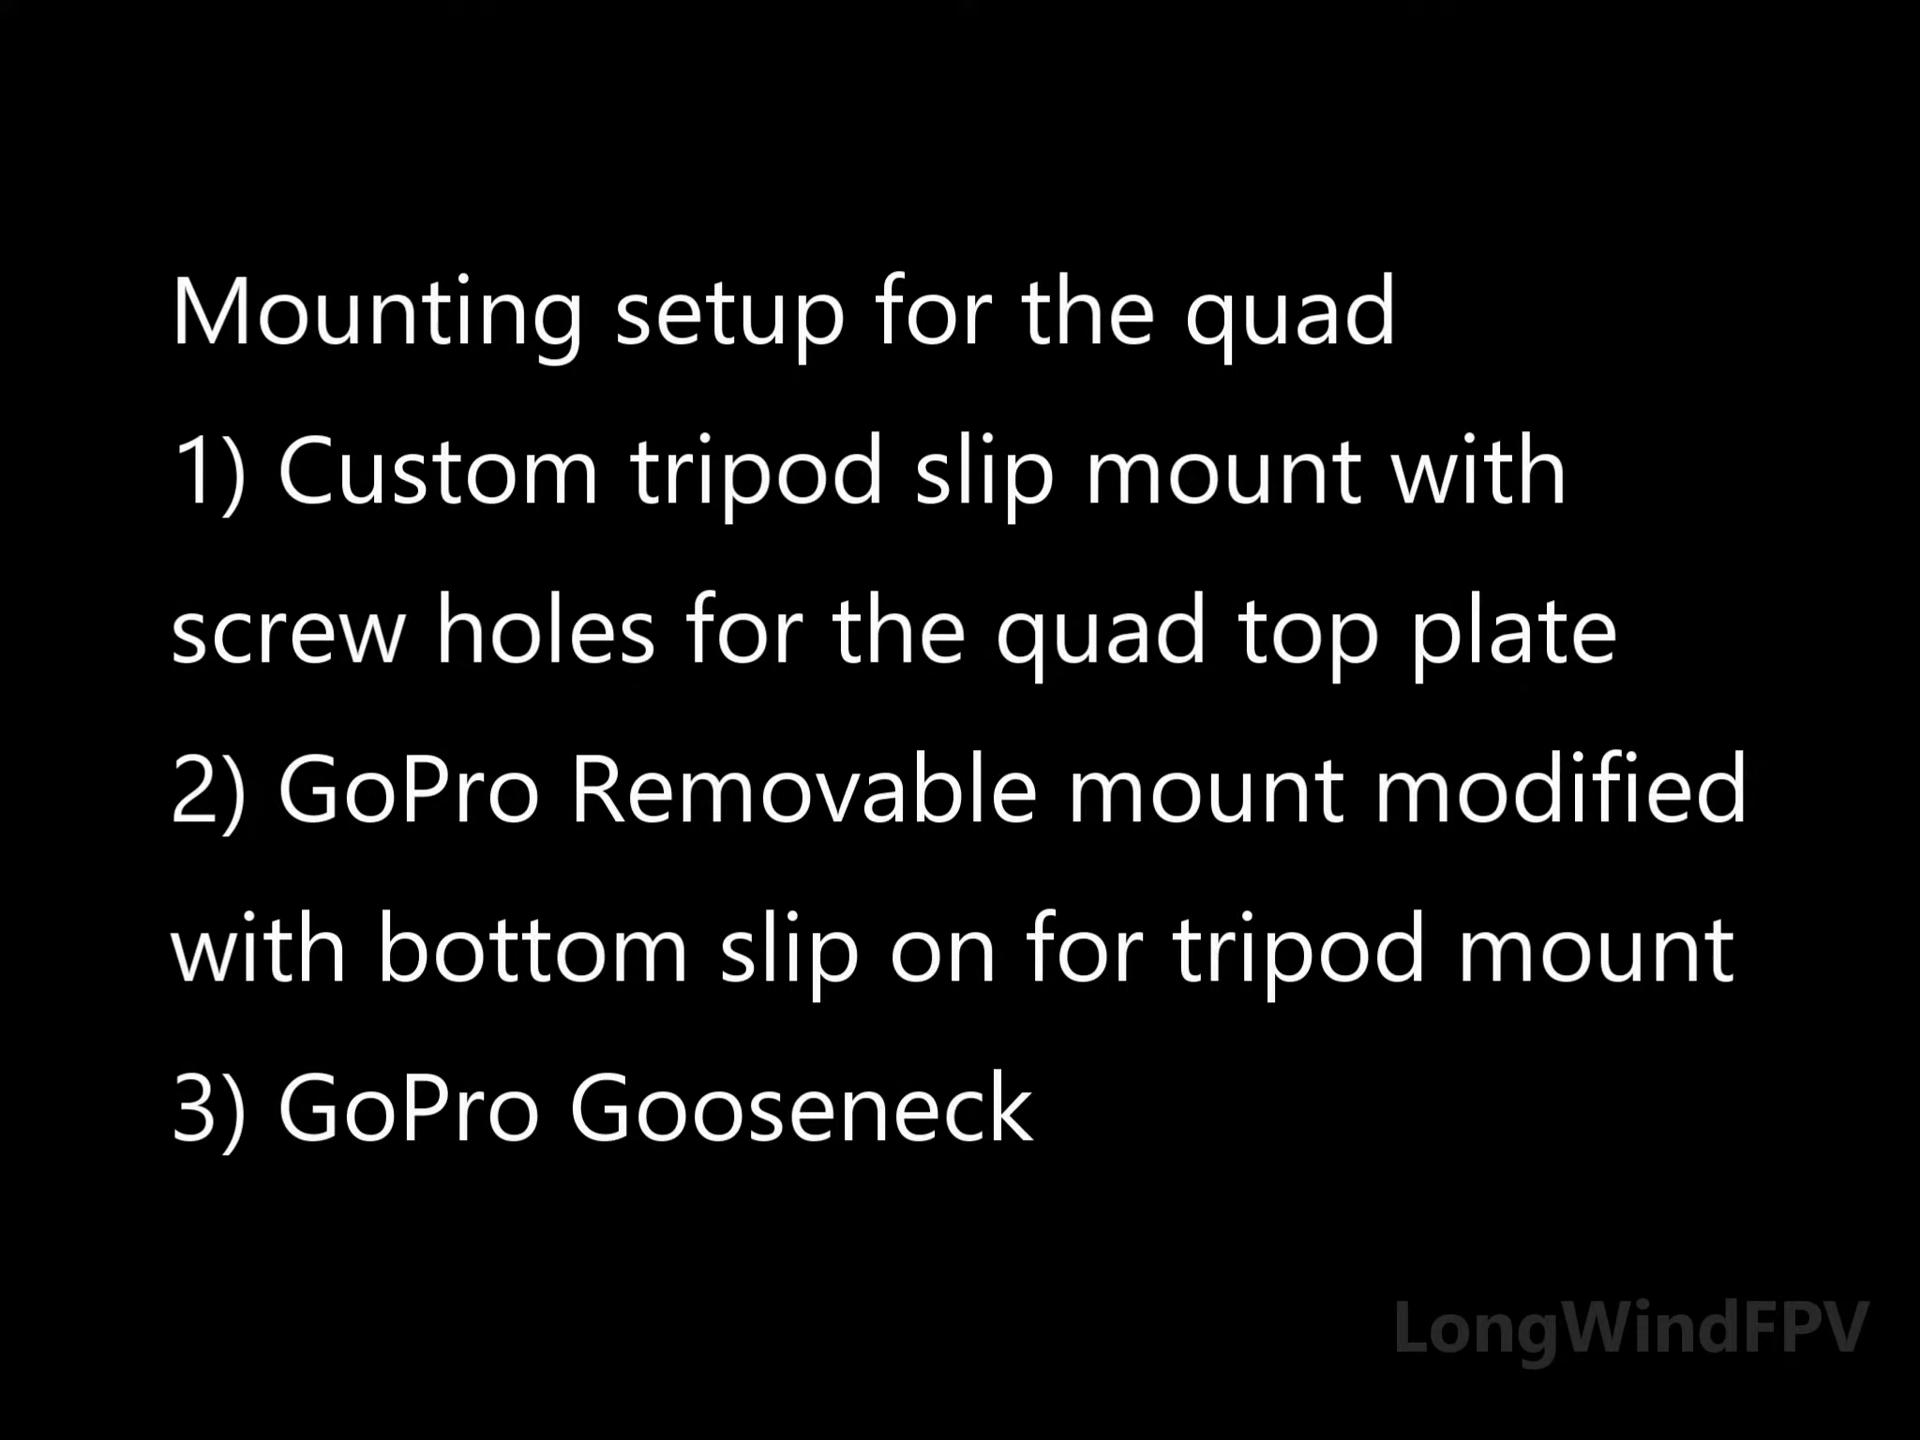 Mounting setup for the quad
1) Custom tripod slip mount with
screw holes for the quad top plate
2) GoPro Removable mount modified
with bottom slip on for tripod mount
3) GoPro Gooseneck
LongWindFPV